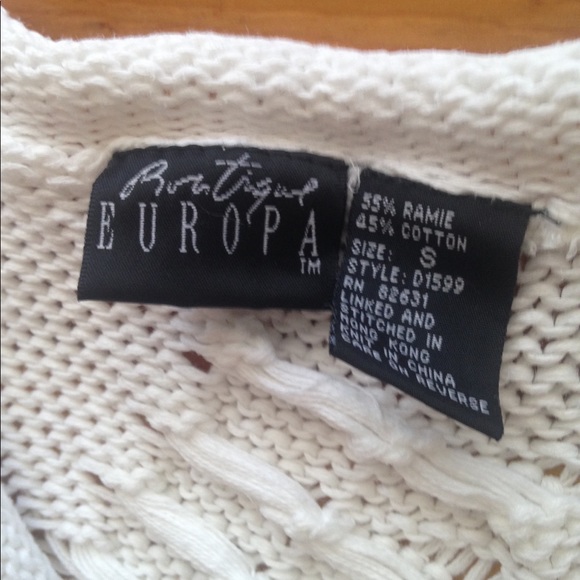 Boutique
EUROPA
TM
55% RAMIE
45% COTTON
SIZE: S
STYLE: D1599
RN 82631
LINKED AND
STITCHED IN
HONG KONG
IN CHINA
CARE ON REVERSE